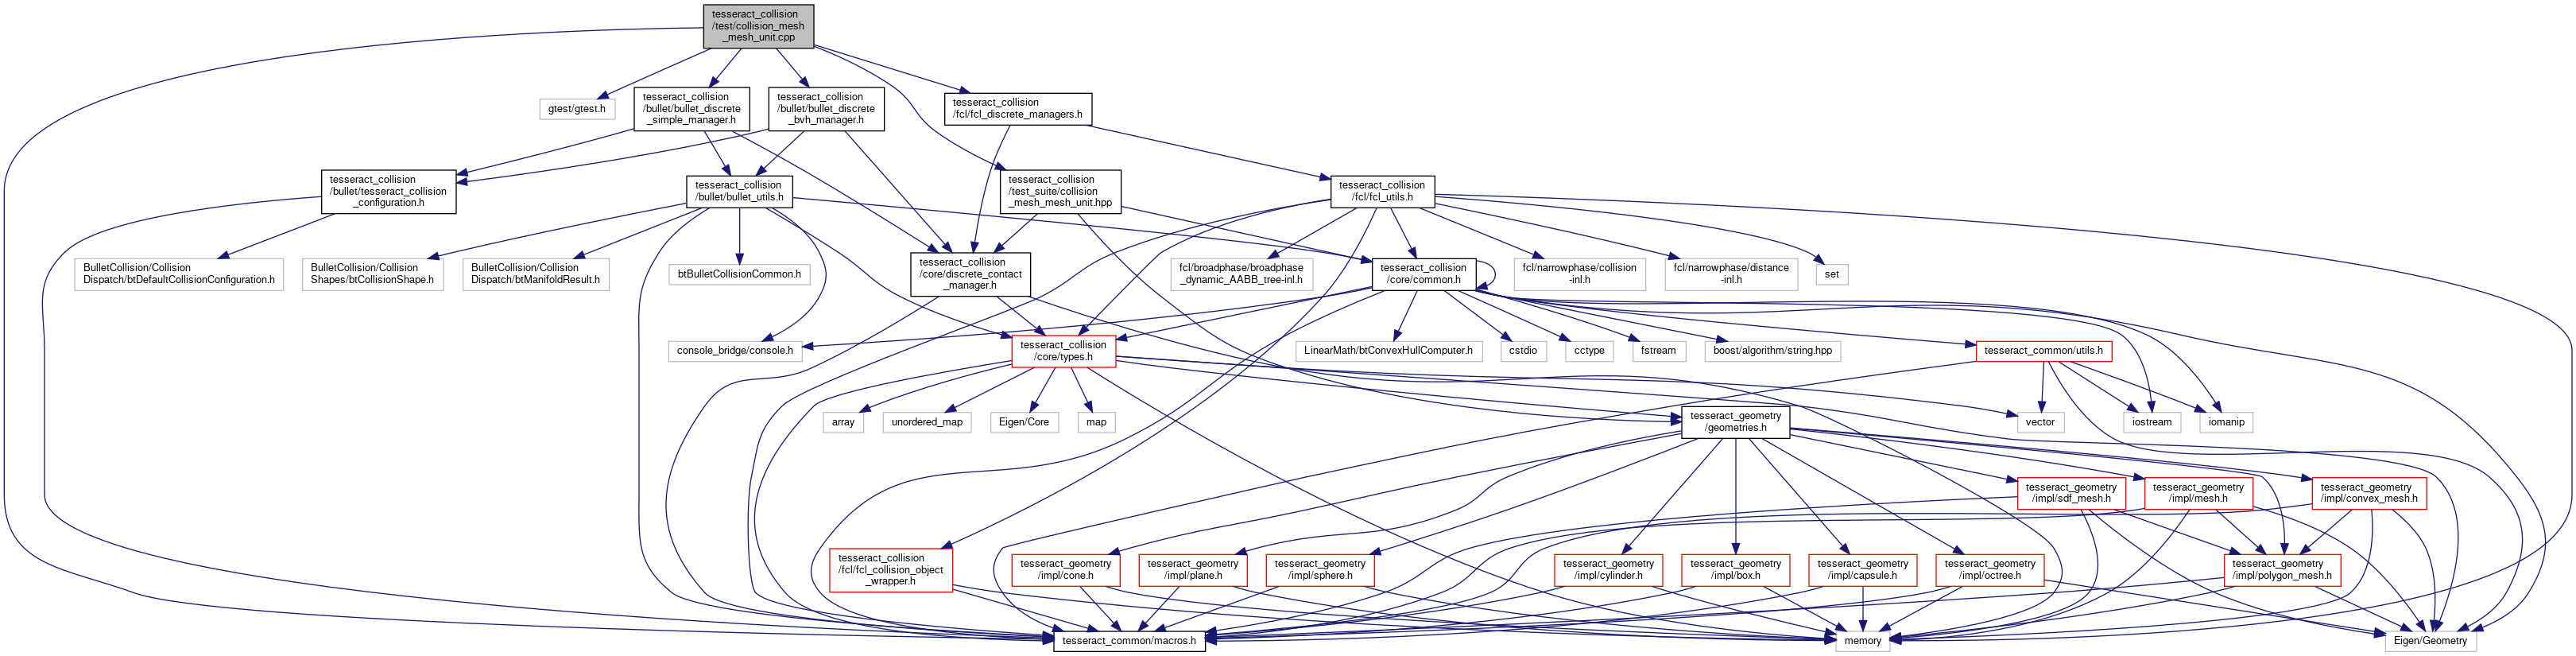 tesseract_collision
/test/collision_mesh
_mesh_unit.cpp
gtest/gtest.h
tesseract_collision
/bullet/bullet_discrete
_simple_manager.h
tesseract_collision
/bullet/bullet_discrete
_bvh_manager.h
tesseract_collision
/fcl/fcl_discrete_managers.h
tesseract_collision
/bullet/tesseract_collision
_configuration.h
tesseract_collision
/bullet/bullet_utils.h
tesseract_collision
/test_suite/collision
_mesh_mesh_unit.hpp
tesseract_collision
/fcl/fcl_utils.h
BulletCollision/Collision
Dispatch/btDefaultCollisionConfiguration.h
BulletCollision/Collision
Shapes/btCollisionShape.h
BulletCollision/Collision
Dispatch/btManifoldResult.h
btBulletCollisionCommon.h
tesseract_collision
/core/discrete_contact
_manager.h
fcl/broadphase/broadphase
_dynamic_AABB_tree-inl.h
tesseract_collision
/core/common.h
fcl/narrowphase/collision
-inl.h
fcl/narrowphase/distance
-inl.h
set
console_bridge/console.h
tesseract_collision
/core/types.h
LinearMath/btConvexHullComputer.h
cstdio
cctype
fstream
boost/algorithm/string.hpp
tesseract_common/utils.h
array
unordered_map
Eigen/Core
map
tesseract_geometry
/geometries.h
vector
iostream
iomanip
tesseract_geometry
/impl/sdf_mesh.h
tesseract_geometry
/impl/mesh.h
tesseract_geometry
/impl/convex_mesh.h
tesseract_collision
/fcl/fcl_collision_object
_wrapper.h
tesseract_geometry
/impl/cone.h
tesseract_geometry
/impl/plane.h
tesseract_geometry
/impl/sphere.h
tesseract_geometry
/impl/cylinder.h
tesseract_geometry
/impl/box.h
tesseract_geometry
/impl/capsule.h
tesseract_geometry
/impl/octree.h
tesseract_geometry
/impl/polygon_mesh.h
tesseract_common/macros.h
memory
Eigen/Geometry